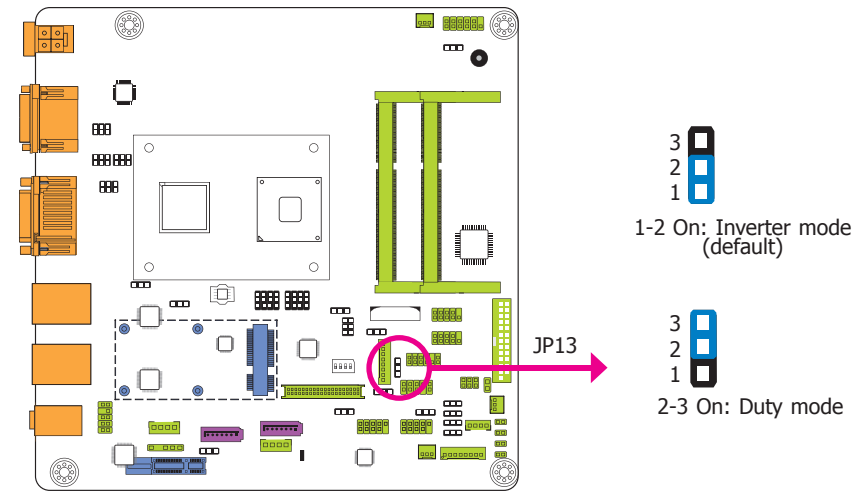 JP13
3
2
1
1-2 On: Inverter mode
(default)
3
2
1
2-3 On: Duty mode